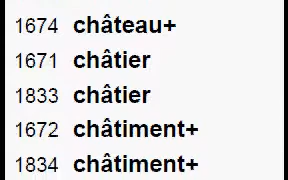 1674 château+
1671 châtier
1833 châtier
1672 châtiment+
1834 châtiment+